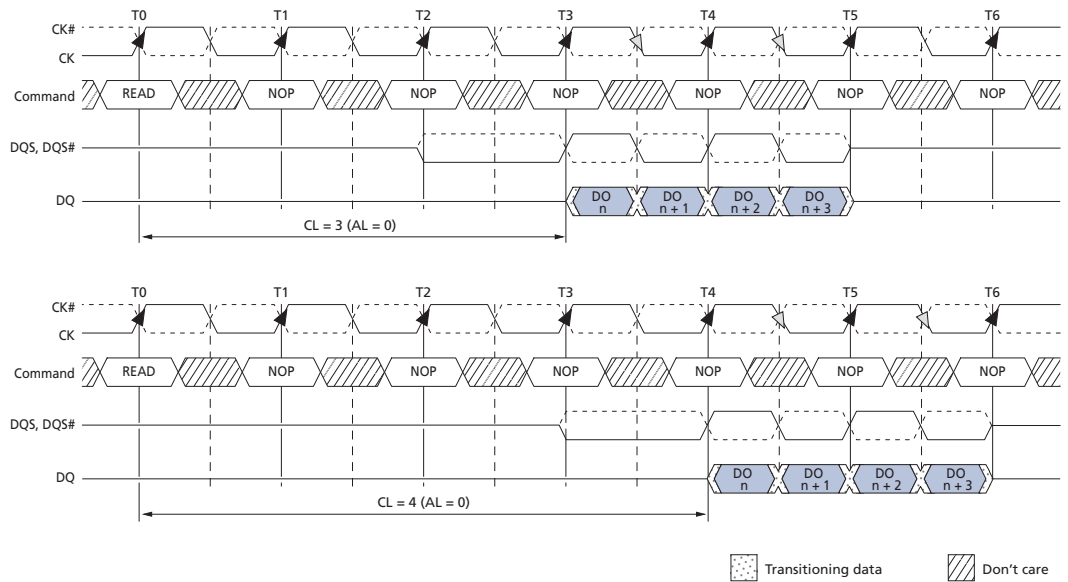 T0 T1 T2 T3 T4 T5 T6
CK#
CK
Command READ NOP NOP NOP NOP NOP NOP
DQS, DQS#
DQ DO n DO n + 1 DO n + 2 DO n + 3
CL = 3 (AL = 0)
T0 T1 T2 T3 T4 T5 T6
CK#
CK
Command READ NOP NOP NOP NOP NOP NOP
DQS, DQS#
DQ DO n DO n + 1 DO n + 2 DO n + 3
CL = 4 (AL = 0)
Transitioning data Don't care